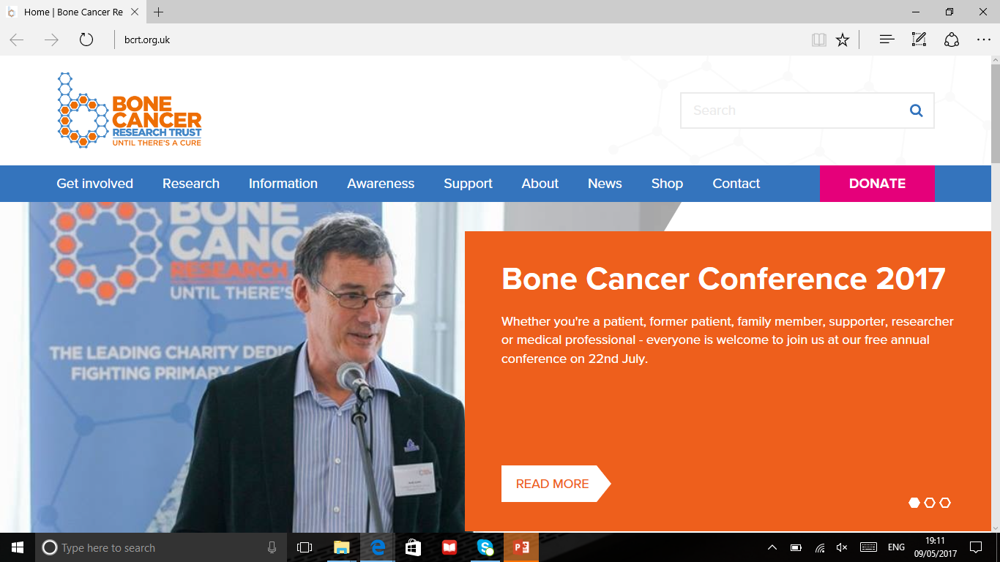 Home | Bone Cancer Re
bcrt.org.uk
BONE
CANCER
RESEARCH TRUST
UNTIL THERE'S A CURE
Search
Get involved Research Information Awareness Support About News Shop Contact DONATE
BONE
CANC
RESEARCH
UNTIL THERE'S
THE LEADING CHARITY DEDIC
FIGHTING PRIMARY
Bone Cancer Conference 2017
Whether you're a patient, former patient, family member, supporter, researcher
or medical professional - everyone is welcome to join us at our free annual
conference on 22nd July.
READ MORE
Type here to search
ENG
19:11
09/05/2017